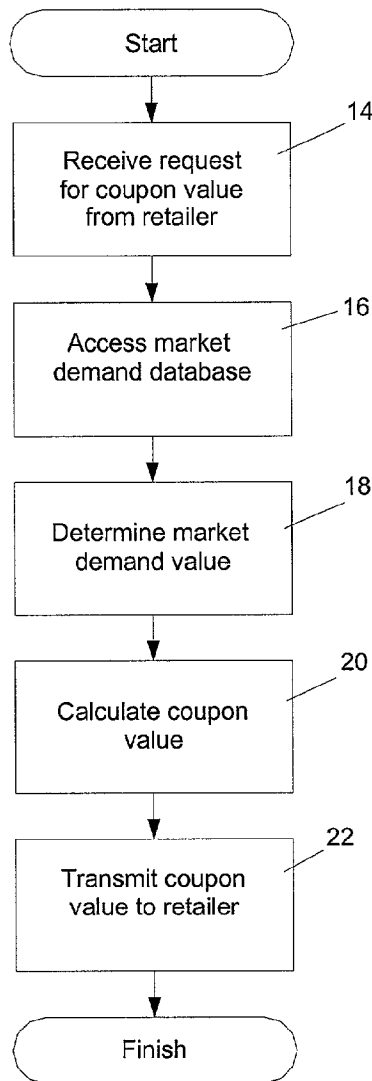 Start
14
Receive request
for coupon value
from retailer
16
Access market
demand database
18
Determine market
demand value
20
Calculate coupon
value
22
Transmit coupon
value to retailer
Finish